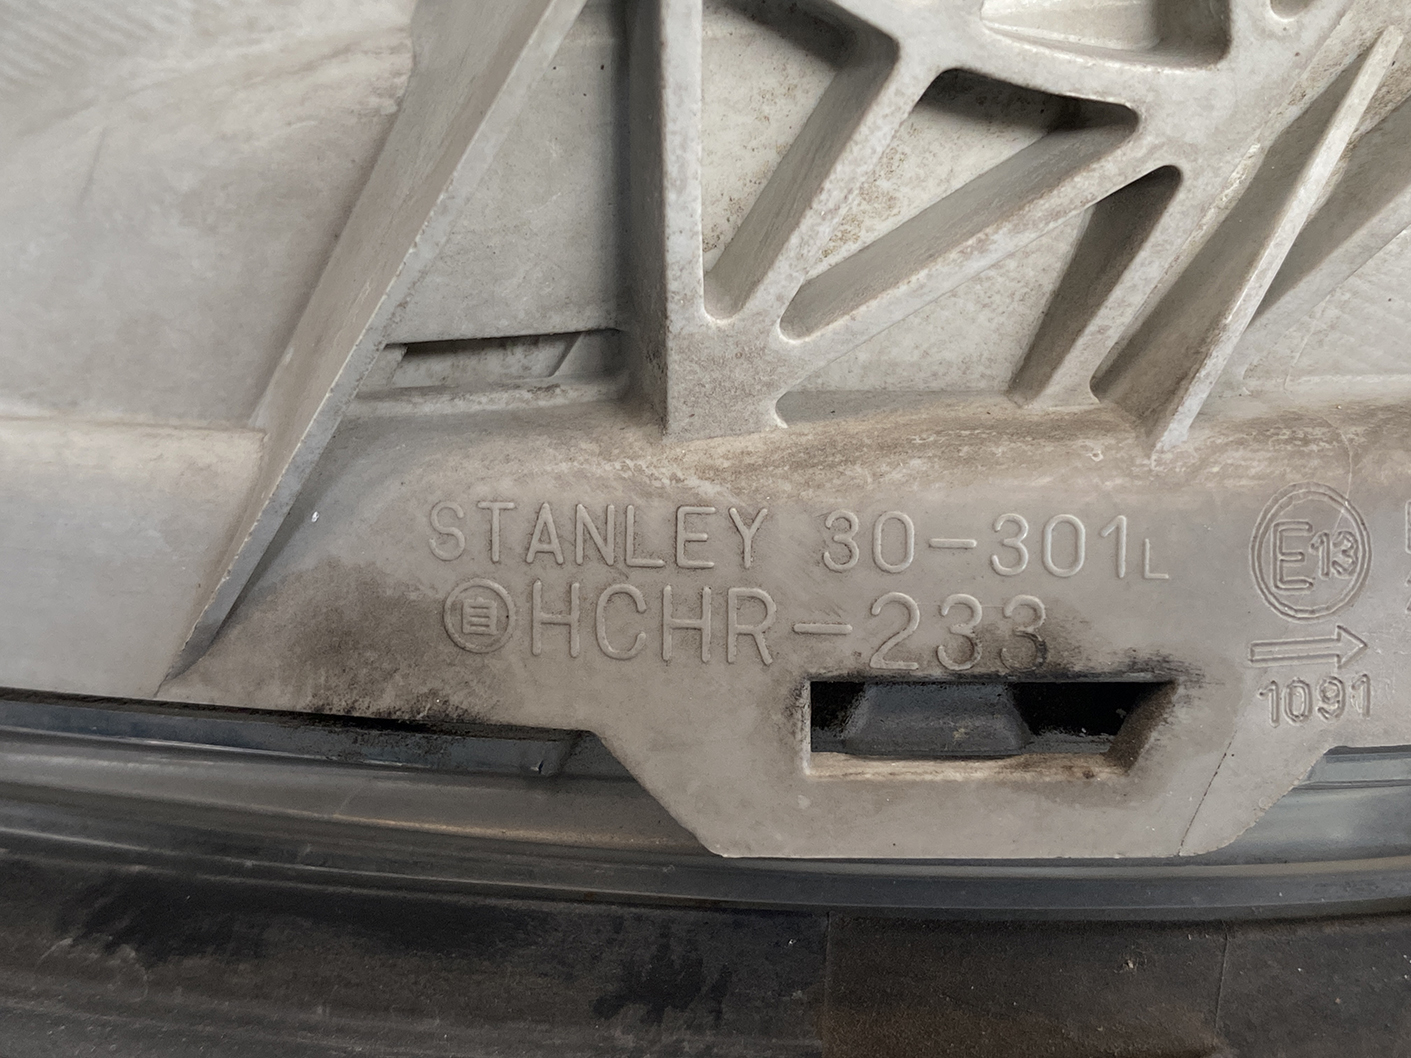 STANLEY 30-301L
自HCHR-233
E13
→
1091